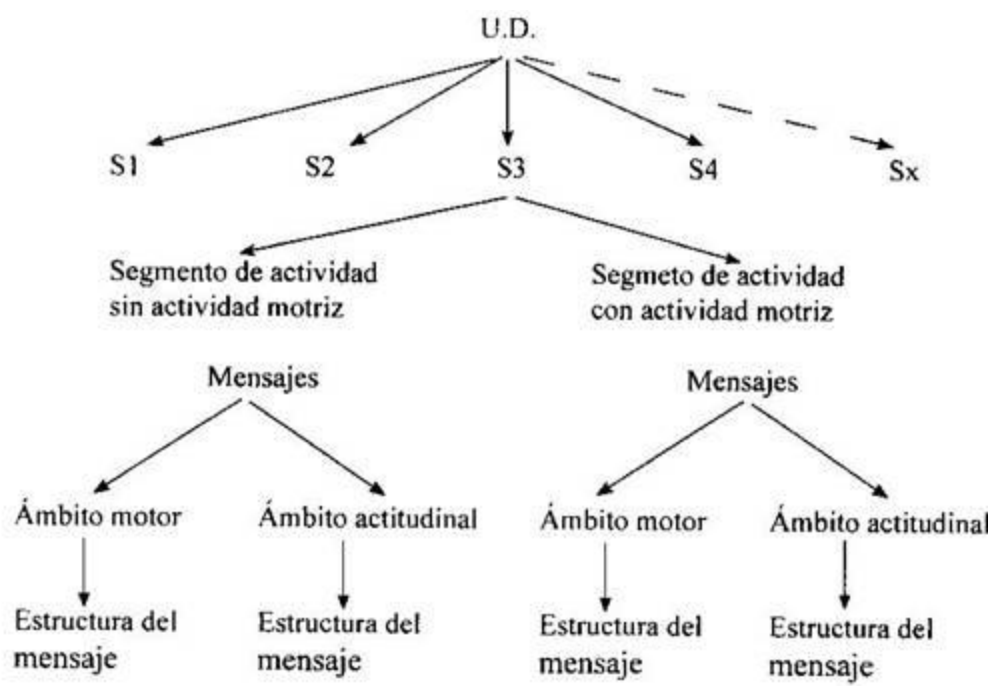 U.D.
S1 S2 S3 S4 Sx
Segmento de actividad
sin actividad motriz
Segmeto de actividad
con actividad motriz
Mensajes Mensajes
Ámbito motor Ámbito actitudinal Ámbito motor Ámbito actitudinal
Estructura del
mensaje
Estructura del
mensaje
Estructura del
mensaje
Estructura del
mensaje